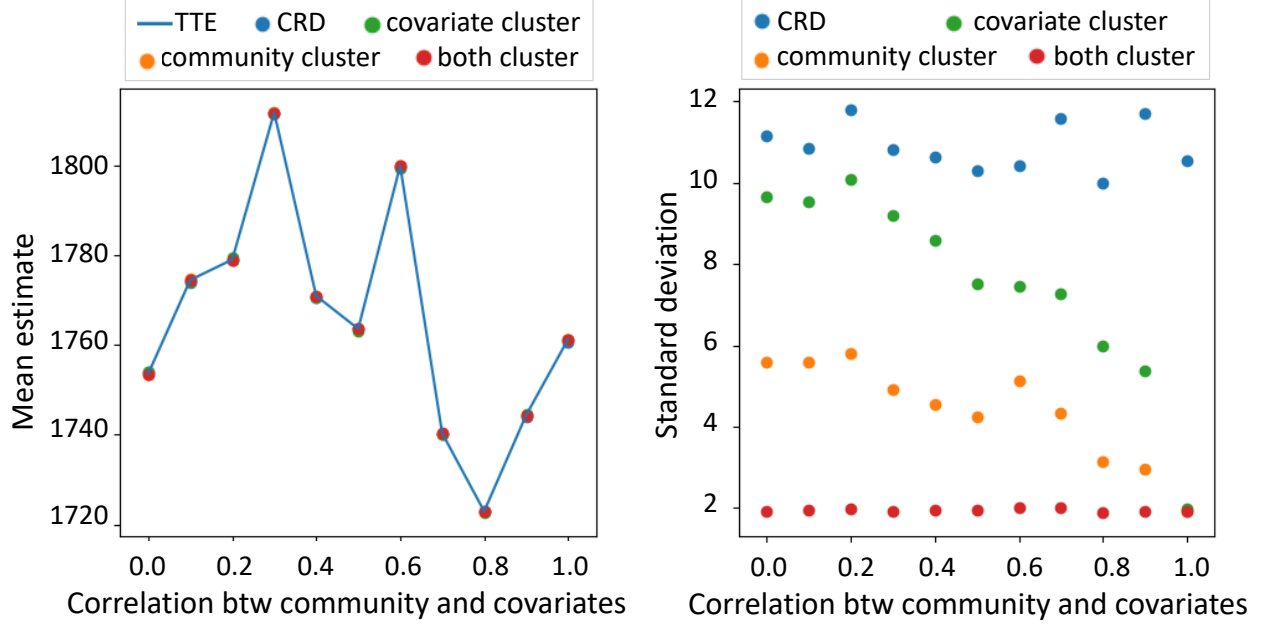 TTE CRD covariate cluster
community cluster both cluster
Mean estimate
1800
1780
1760
1740
1720
0.0 0.2 0.4 0.6 0.8 1.0
Correlation btw community and covariates
CRD covariate cluster
community cluster both cluster
Standard deviation
12
10
8
6
4
2
0.0 0.2 0.4 0.6 0.8 1.0
Correlation btw community and covariates